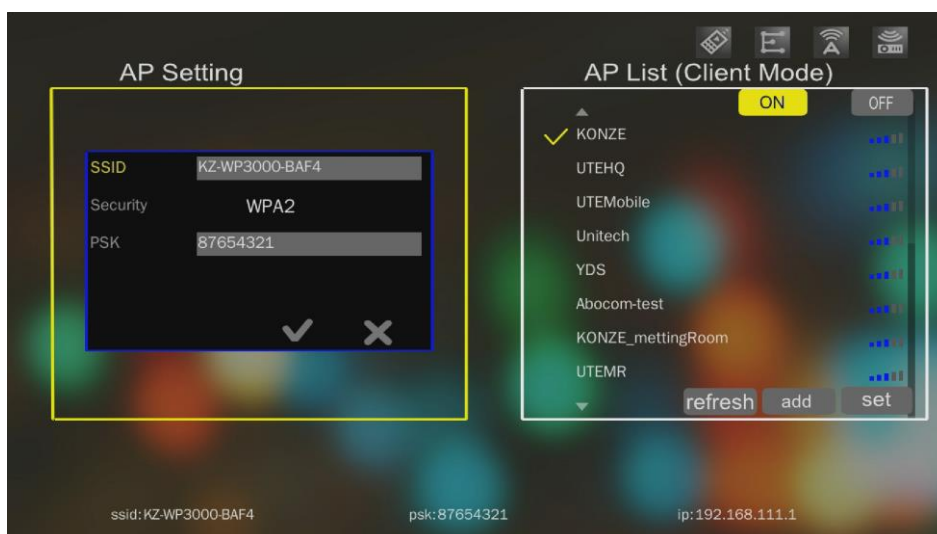 AP Setting
SSID KZ-WP3000-BAF4
Security WPA2
PSK 87654321
AP List (Client Mode)
ON OFF
KONZE
UTEHQ
UTEMobile
Unitech
YDS
Abocom-test
KONZE_mettingRoom
UTEMR
refresh add set
ssid:KZ-WP3000-BAF4 psk:87654321 ip:192.168.111.1